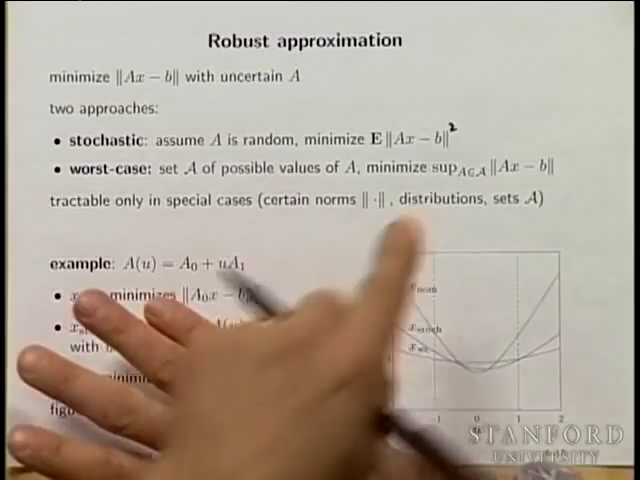 Robust approximation
minimize ‖Ax − b‖ with uncertain A
two approaches:
• stochastic: assume A is random, minimize E ‖Ax − b‖²
• worst-case: set 𝒜 of possible values of A, minimize sup_{A∈𝒜} ‖Ax − b‖
tractable only in special cases (certain norms ‖ · ‖, distributions, sets 𝒜)
example: A(u) = A₀ + uA₁
• minimizes ‖A₀x − b
•
with
figu
x_nom
x_stoch
x_wc
−1 0 1 2
STANFORD
UNIVERSITY